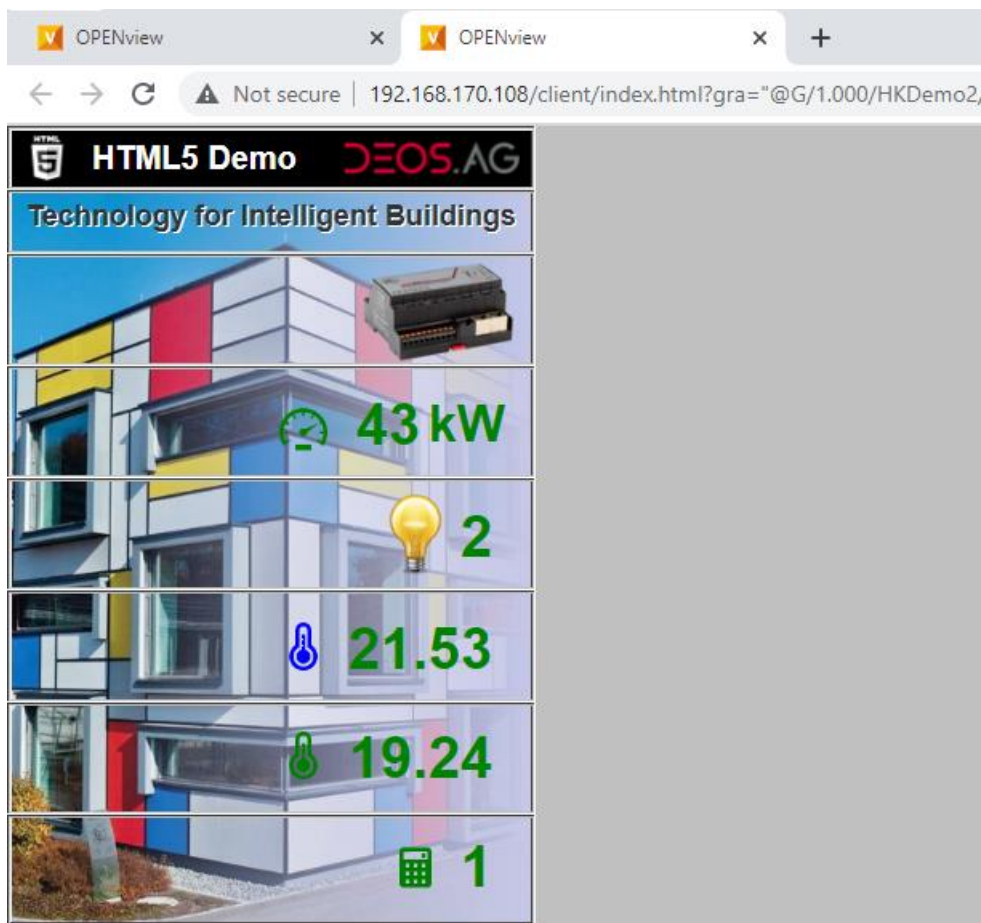 OPENview
OPENview
Not secure | 192.168.170.108/client/index.html?gra="@G/1.000/HKDemo2,
HTML
5
HTML5 Demo
DEOS.AG
Technology for Intelligent Buildings
43 kW
2
21.53
19.24
1